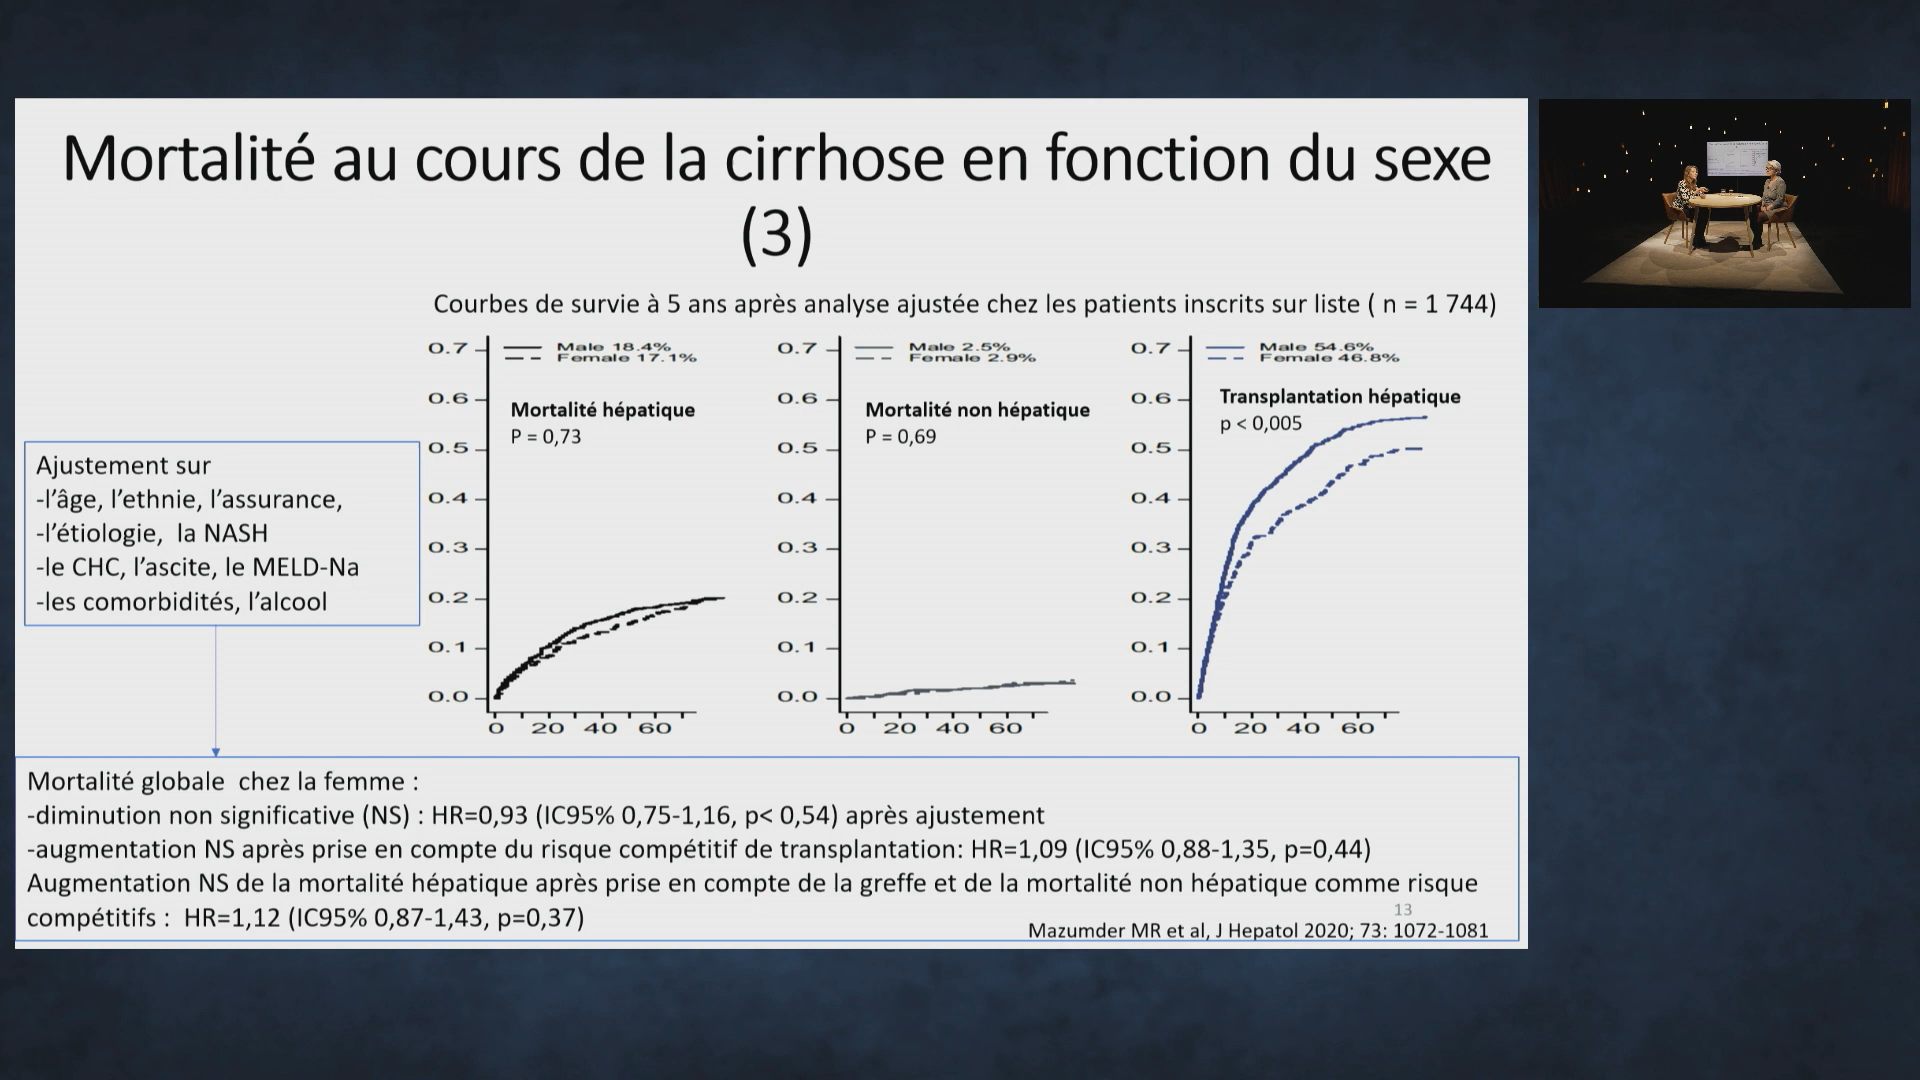 Mortalité au cours de la cirrhose en fonction du sexe
(3)
Courbes de survie à 5 ans après analyse ajustée chez les patients inscrits sur liste ( n = 1 744)
0.7
0.6
0.5
0.4
0.3
0.2
0.1
0.0
Male 18.4%
Female 17.1%
Mortalité hépatique
P = 0,73
0 20 40 60
0.7
0.6
0.5
0.4
0.3
0.2
0.1
0.0
Male 2.5%
Female 2.9%
Mortalité non hépatique
P = 0,69
0 20 40 60
0.7
0.6
0.5
0.4
0.3
0.2
0.1
0.0
Male 54.6%
Female 46.8%
Transplantation hépatique
p < 0,005
0 20 40 60
Ajustement sur
-l’âge, l’ethnie, l’assurance,
-l’étiologie, la NASH
-le CHC, l’ascite, le MELD-Na
-les comorbidités, l’alcool
Mortalité globale chez la femme :
-diminution non significative (NS) : HR=0,93 (IC95% 0,75-1,16, p< 0,54) après ajustement
-augmentation NS après prise en compte du risque compétitif de transplantation: HR=1,09 (IC95% 0,88-1,35, p=0,44)
Augmentation NS de la mortalité hépatique après prise en compte de la greffe et de la mortalité non hépatique comme risque
compétitifs : HR=1,12 (IC95% 0,87-1,43, p=0,37)
13
Mazumder MR et al, J Hepatol 2020; 73: 1072-1081